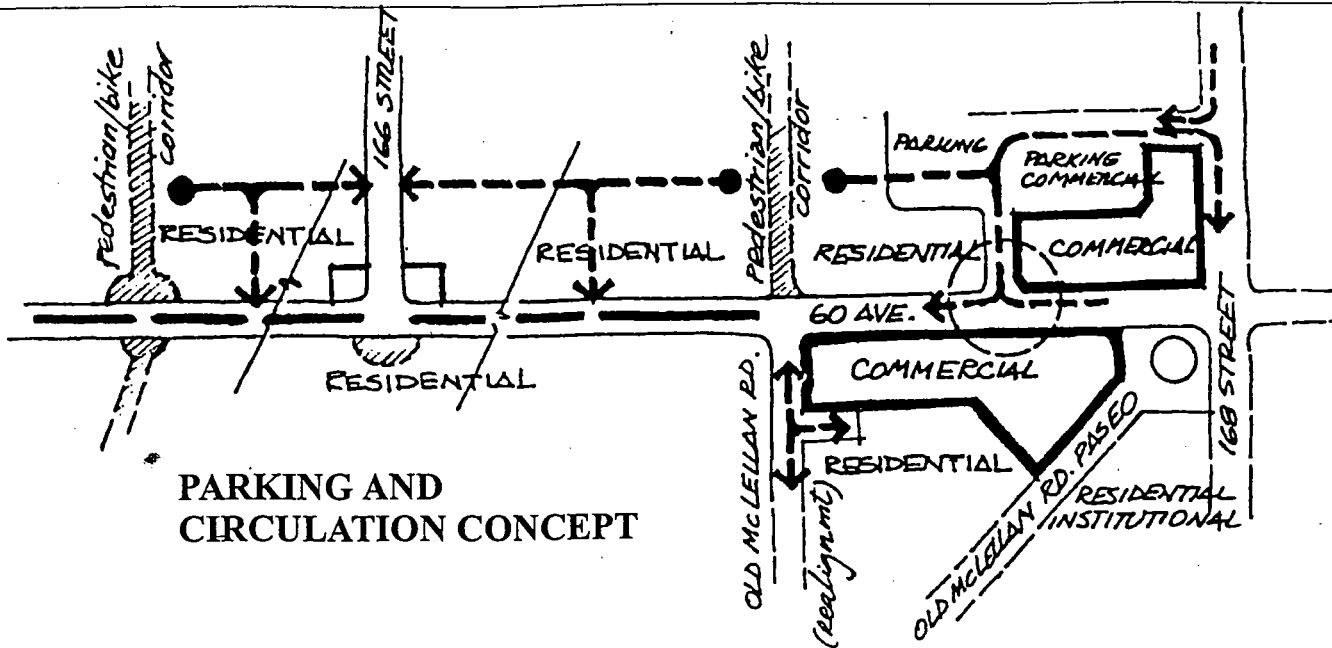 Pedestrian/bike
corridor
166 STREET
Pedestrian/bike
corridor
PARKING
PARKING
COMMERCIAL
RESIDENTIAL
RESIDENTIAL
RESIDENTIAL
COMMERCIAL
60 AVE.
168 STREET
RESIDENTIAL
COMMERCIAL
OLD McLELLAN RD.
(realignmt)
RESIDENTIAL
OLD McLELLAN RD. PASEO
RESIDENTIAL
INSTITUTIONAL
PARKING AND
CIRCULATION CONCEPT